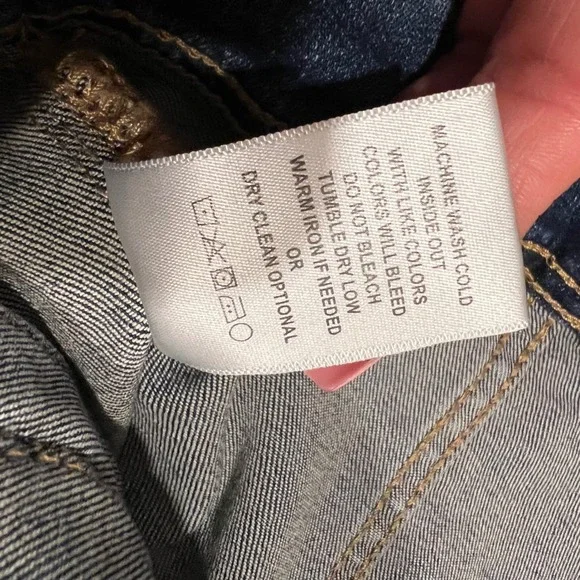 MACHINE WASH COLD
INSIDE OUT
WITH LIKE COLORS
COLORS WILL BLEED
DO NOT BLEACH
TUMBLE DRY LOW
WARM IRON IF NEEDED
OR
DRY CLEAN OPTIONAL